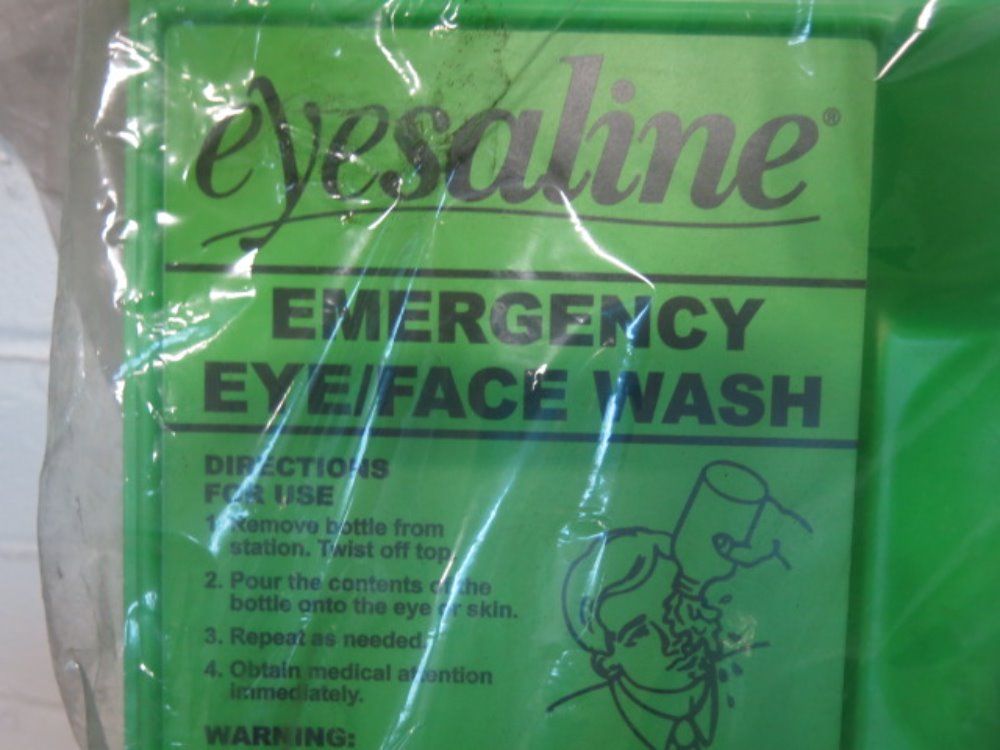 eyesaline®
EMERGENCY
EYE/FACE WASH
DIRECTIONS
FOR USE
1. Remove bottle from
station. Twist off top.
2. Pour the contents of the
bottle onto the eye or skin.
3. Repeat as needed.
4. Obtain medical attention
immediately.
WARNING: